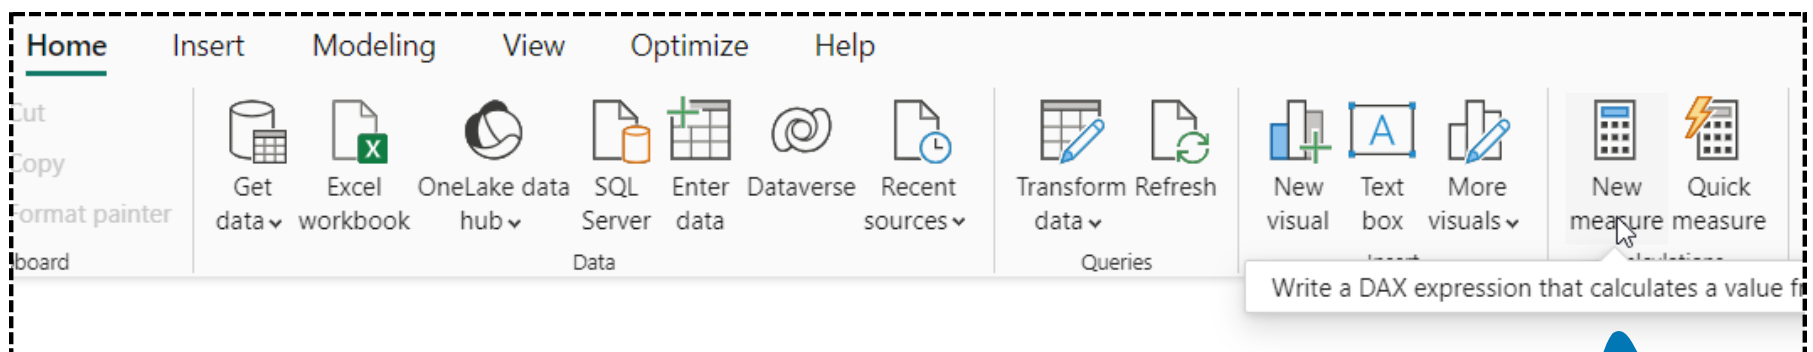 Home Insert Modeling View Optimize Help
Cut
Copy
Format painter
board
Get data
Excel workbook
OneLake data hub
SQL Server
Enter data
Dataverse
Recent sources
Data
Transform data
Refresh
Queries
New visual
A
Text box
More visuals
New measure
Quick measure
Write a DAX expression that calculates a value